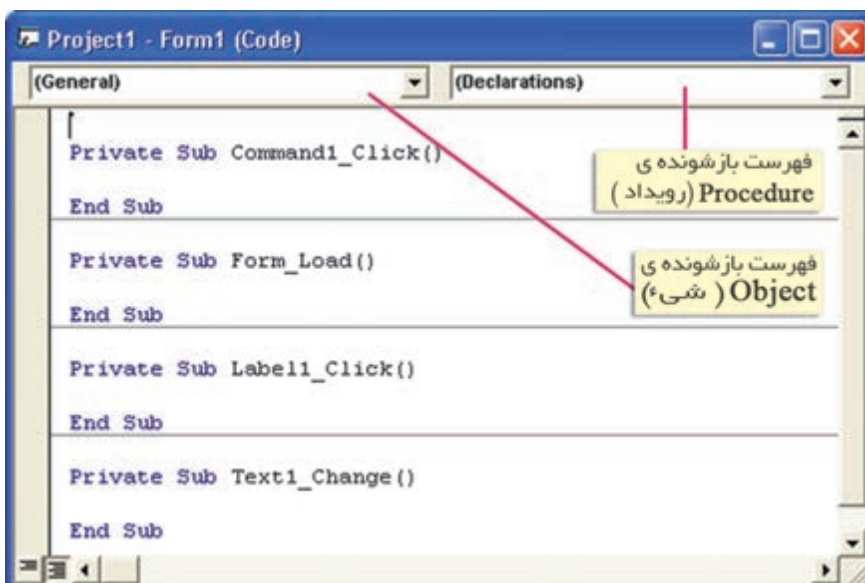 Project1 - Form1 (Code)
(General)
(Declarations)
Private Sub Command1_Click()
End Sub
Private Sub Form_Load()
End Sub
Private Sub Label1_Click()
End Sub
Private Sub Text1_Change()
End Sub
فهرست بازشونده ی
Procedure (رویداد )
فهرست بازشونده ی
Object ( شیء)